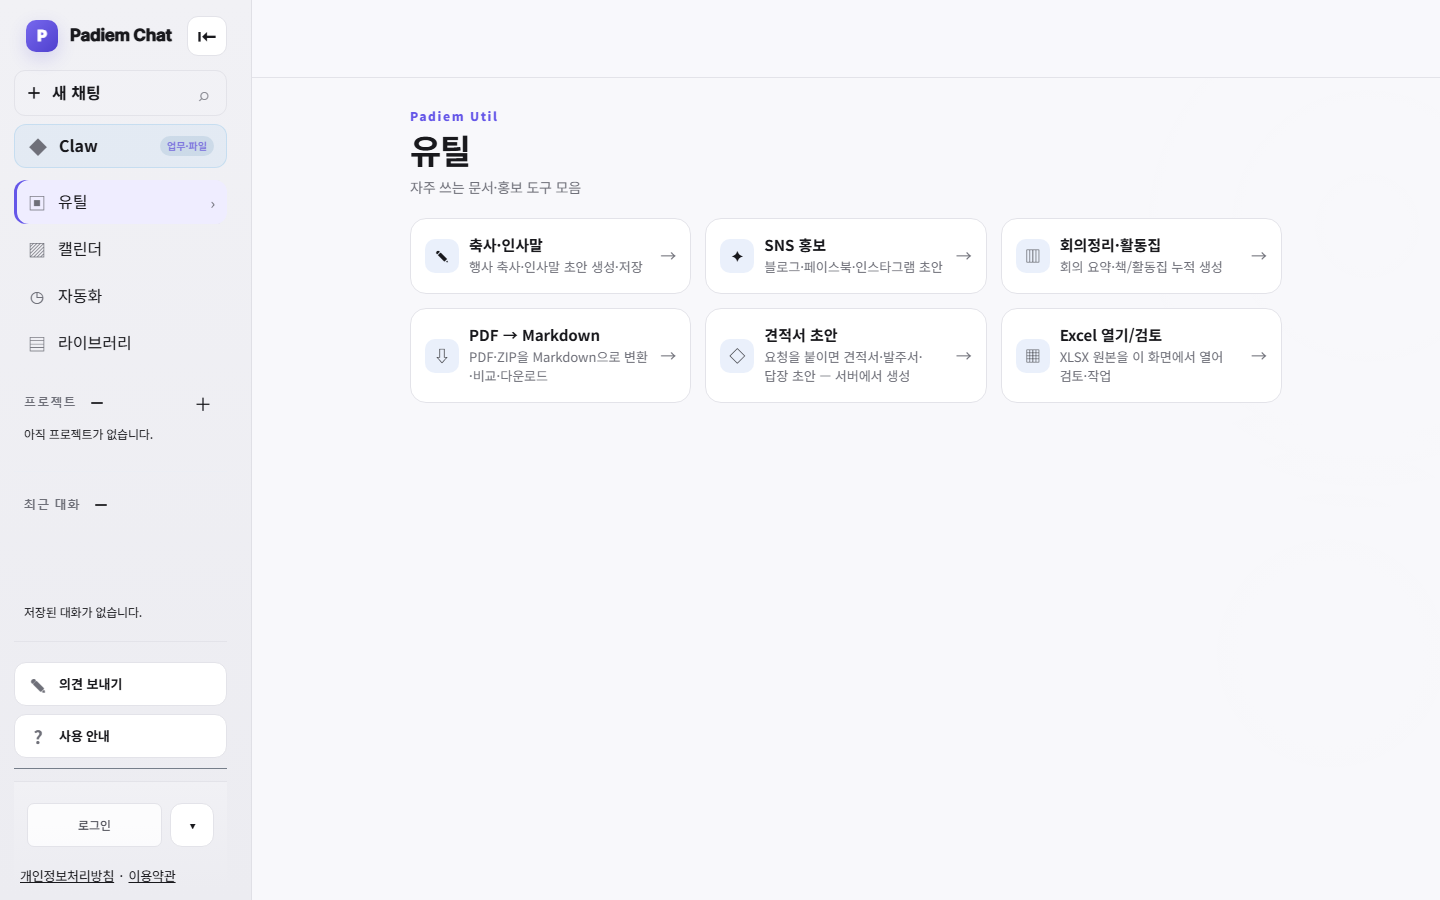 P
Padiem Chat
새 채팅
Claw
업무·파일
유틸
캘린더
자동화
라이브러리
프로젝트
아직 프로젝트가 없습니다.
최근 대화
저장된 대화가 없습니다.
의견 보내기
? 사용 안내
로그인
개인정보처리방침 · 이용약관
Padiem Util
유틸
자주 쓰는 문서·홍보 도구 모음
축사·인사말
행사 축사·인사말 초안 생성·저장
SNS 홍보
블로그·페이스북·인스타그램 초안
회의정리·활동집
회의 요약·책/활동집 누적 생성
PDF → Markdown
PDF·ZIP을 Markdown으로 변환
·비교·다운로드
견적서 초안
요청을 붙이면 견적서·발주서·
답장 초안 — 서버에서 생성
Excel 열기/검토
XLSX 원본을 이 화면에서 열어
검토·작업